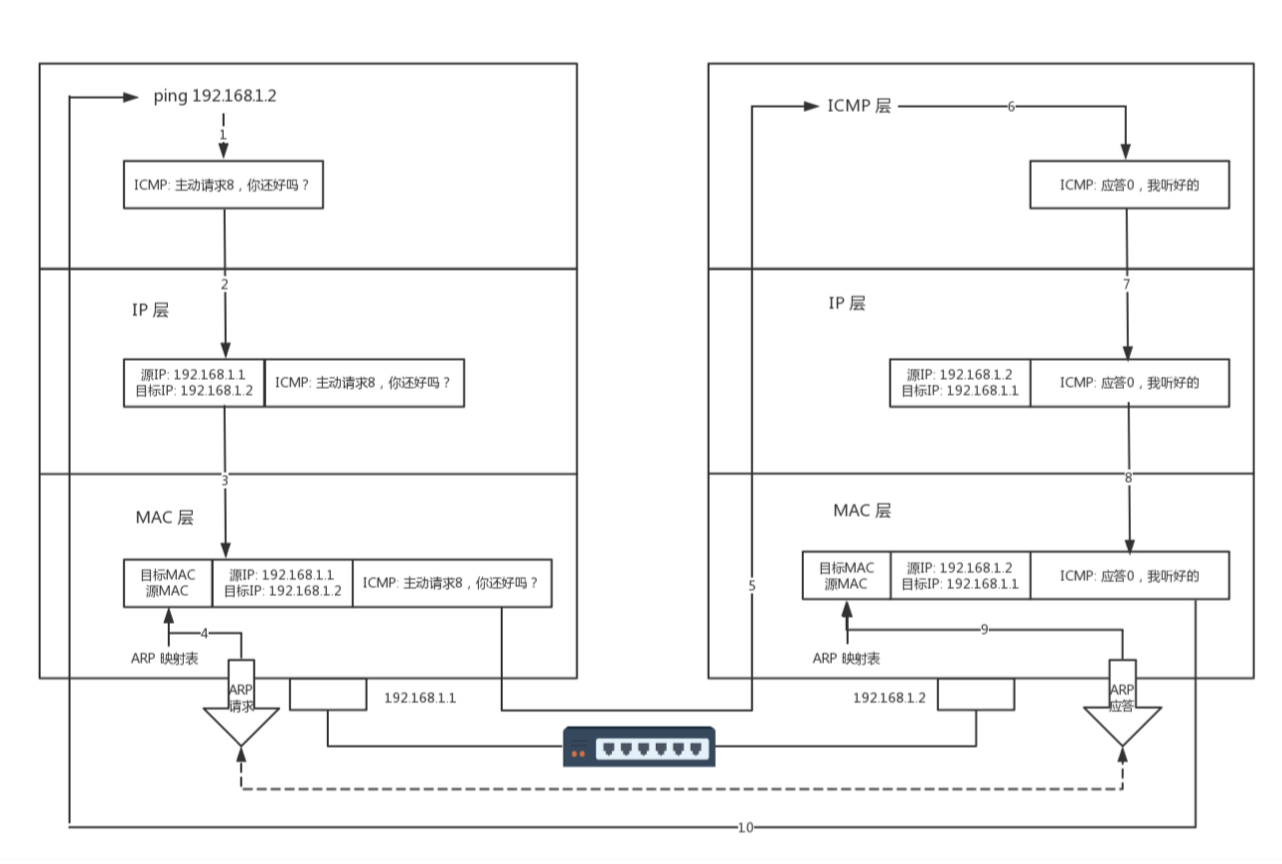 ping 192.168.1.2
1
ICMP: 主动请求8，你还好吗？
2
IP 层
源IP: 192.168.1.1
目标IP: 192.168.1.2
ICMP: 主动请求8，你还好吗？
3
MAC 层
目标MAC
源MAC
源IP: 192.168.1.1
目标IP: 192.168.1.2
ICMP: 主动请求8，你还好吗？
4
ARP 映射表
ARP
请求
192.168.1.1
5
ICMP 层
6
ICMP: 应答0，我听好的
7
IP 层
源IP: 192.168.1.2
目标IP: 192.168.1.1
ICMP: 应答0，我听好的
8
MAC 层
目标MAC
源MAC
源IP: 192.168.1.2
目标IP: 192.168.1.1
ICMP: 应答0，我听好的
9
ARP 映射表
192.168.1.2
ARP
应答
10